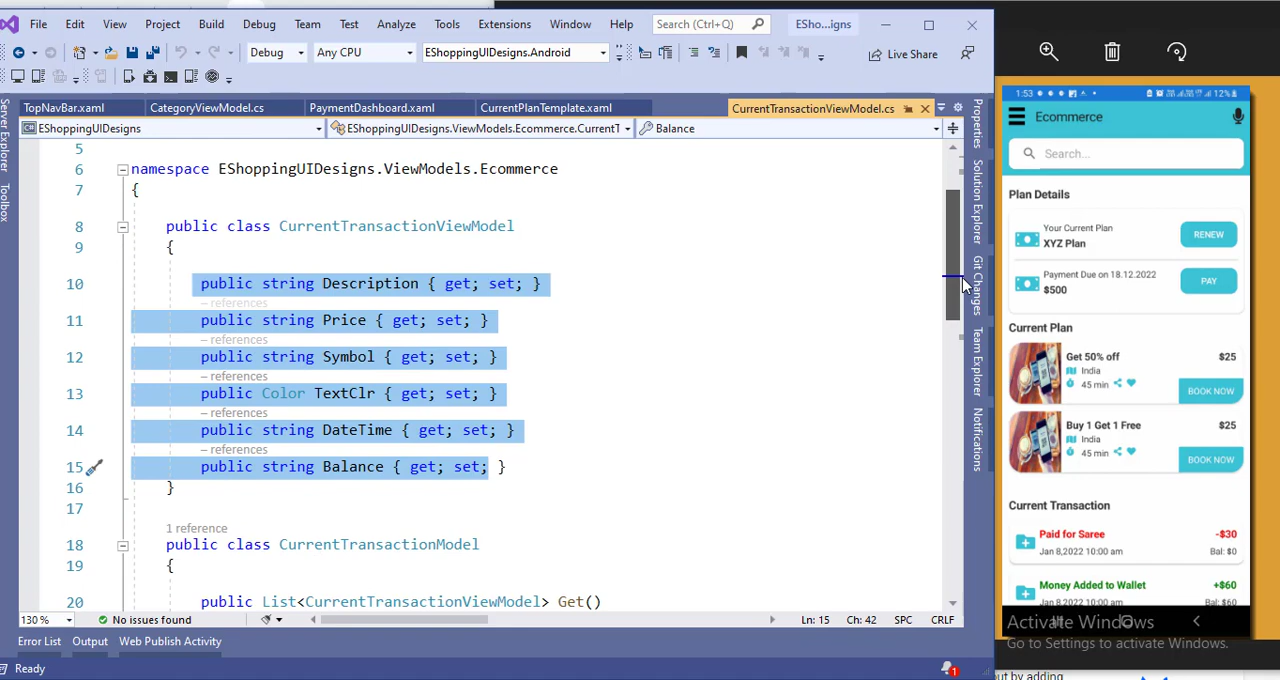 File Edit View Project Build Debug Team Test Analyze Tools Extensions Window Help Search (Ctrl+Q) ESho...igns
Debug Any CPU EShoppingUIDesigns.Android Live Share
TopNavBar.xaml CategoryViewModel.cs PaymentDashboard.xaml CurrentPlanTemplate.xaml CurrentTransactionViewModel.cs
EShoppingUIDesigns EShoppingUIDesigns.ViewModels.Ecommerce.CurrentT Balance
5
6 namespace EShoppingUIDesigns.ViewModels.Ecommerce
7 {
8 public class CurrentTransactionViewModel
9 {
10 public string Description { get; set; }
– references
11 public string Price { get; set; }
– references
12 public string Symbol { get; set; }
– references
13 public Color TextClr { get; set; }
– references
14 public string DateTime { get; set; }
– references
15 public string Balance { get; set; }
16 }
17
1 reference
18 public class CurrentTransactionModel
19 {
20 public List<CurrentTransactionViewModel> Get()
130 % No issues found Ln: 15 Ch: 42 SPC CRLF
Error List Output Web Publish Activity
Ready
1
Server Explorer
Toolbox
Properties
Solution Explorer
Git Changes
Team Explorer
Notifications
1:53 12%
Ecommerce
Search...
Plan Details
Your Current Plan
XYZ Plan
RENEW
Payment Due on 18.12.2022
$500
PAY
Current Plan
Get 50% off $25
India
45 min
BOOK NOW
Buy 1 Get 1 Free $25
India
45 min
BOOK NOW
Current Transaction
Paid for Saree -$30
Jan 8,2022 10:00 am Bal: $0
Money Added to Wallet +$60
Jan 8,2022 10:00 am Bal: $60
Activate Windows
Go to Settings to activate Windows.
out by adding